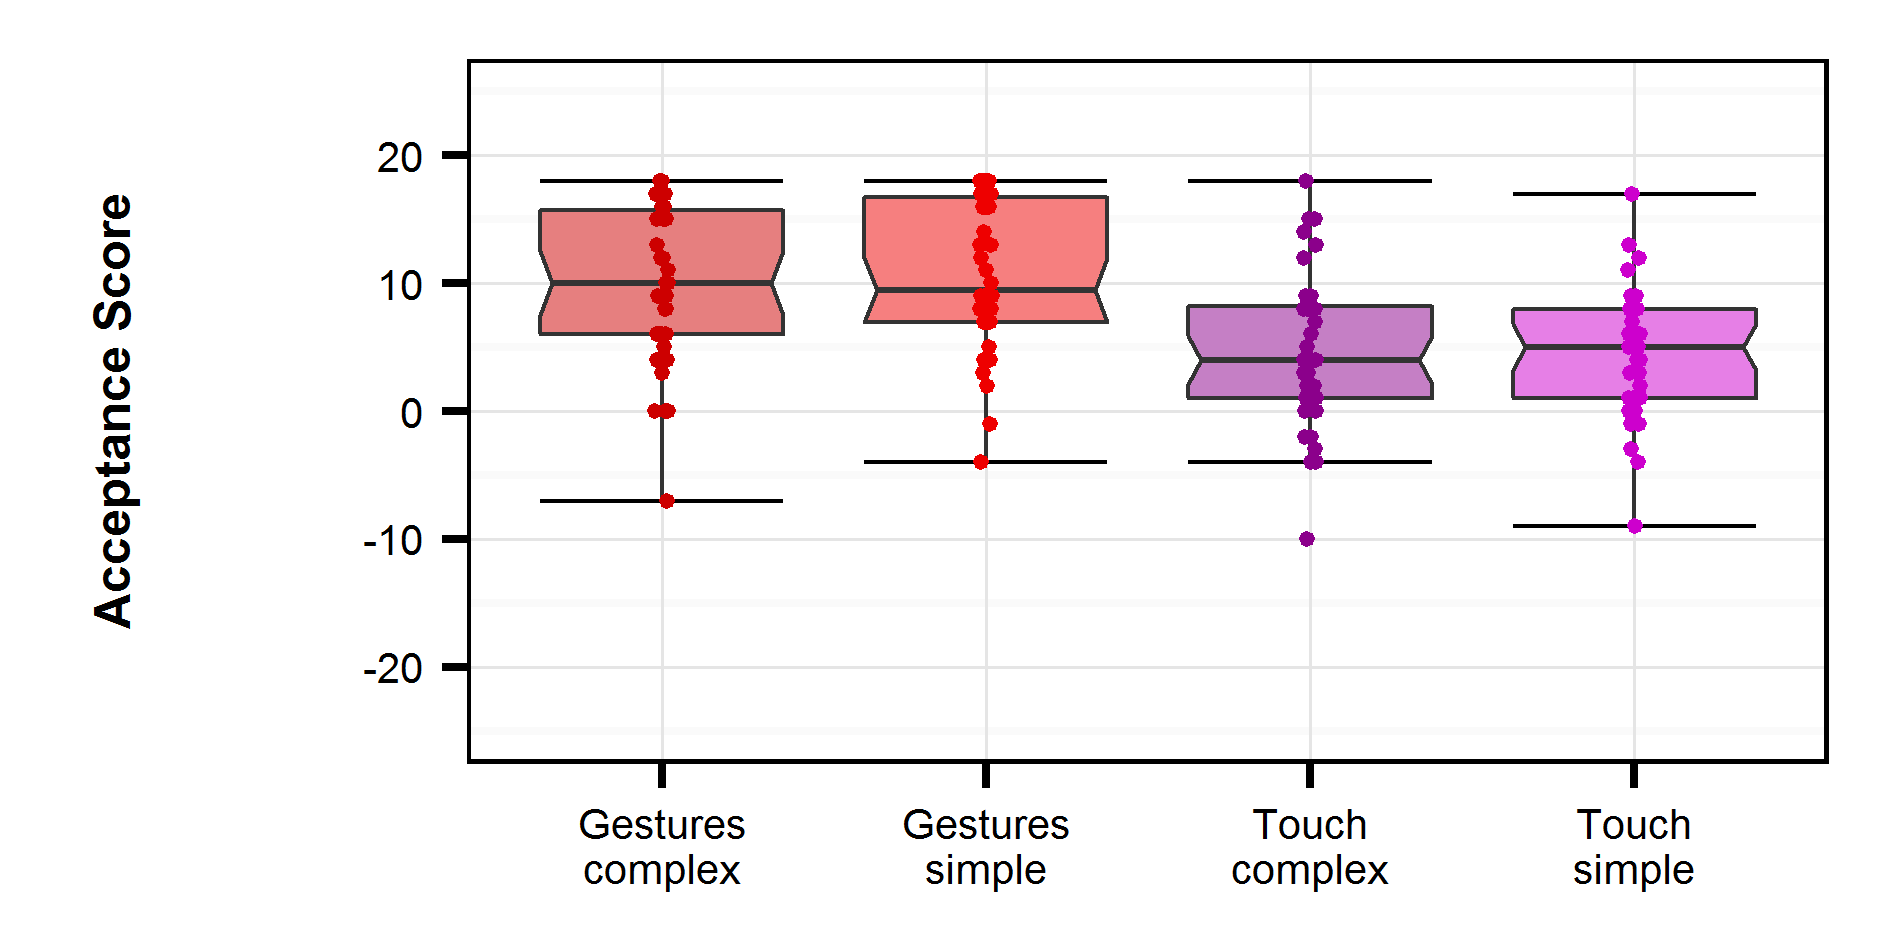 Acceptance Score
20
10
0
-10
-20
Gestures
complex
Gestures
simple
Touch
complex
Touch
simple